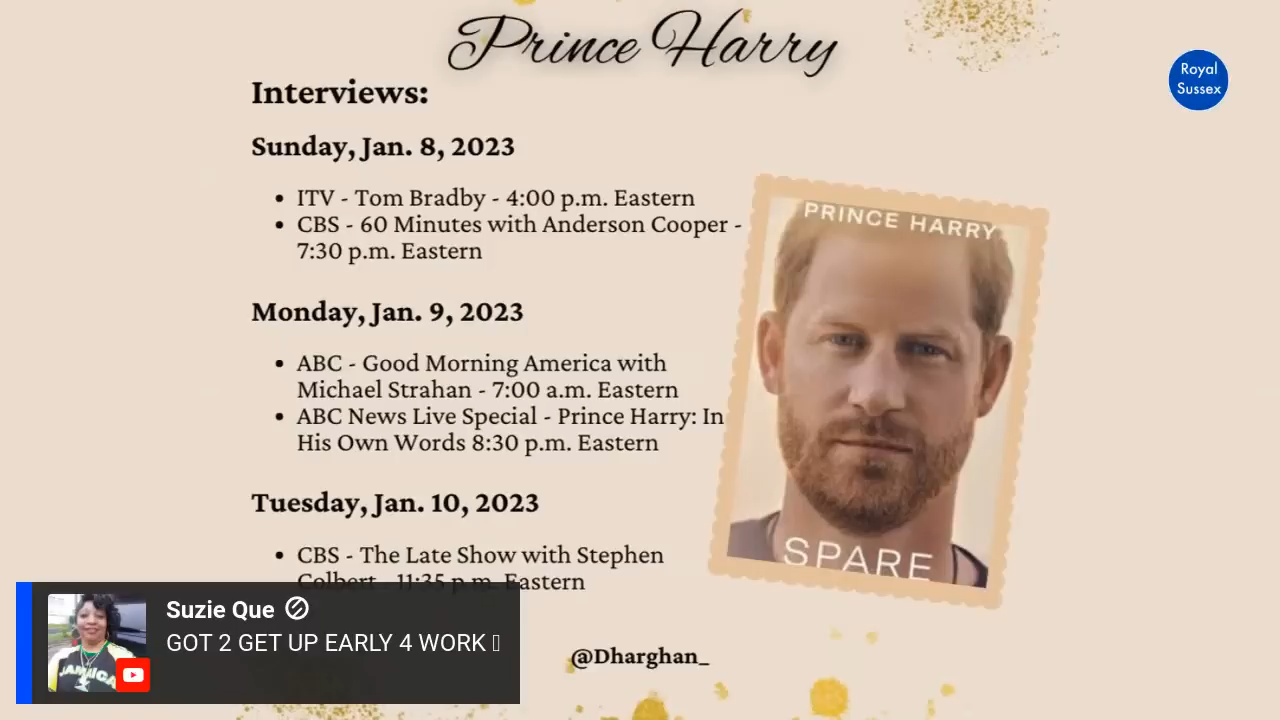 Prince Harry
Royal
Sussex
Interviews:
Sunday, Jan. 8, 2023
• ITV - Tom Bradby - 4:00 p.m. Eastern
• CBS - 60 Minutes with Anderson Cooper -
7:30 p.m. Eastern
Monday, Jan. 9, 2023
• ABC - Good Morning America with
Michael Strahan - 7:00 a.m. Eastern
• ABC News Live Special - Prince Harry: In
His Own Words 8:30 p.m. Eastern
Tuesday, Jan. 10, 2023
• CBS - The Late Show with Stephen
Colbert - 11:35 p.m. Eastern
PRINCE HARRY
SPARE
Suzie Que
GOT 2 GET UP EARLY 4 WORK
JAMAICA
@Dharghan_